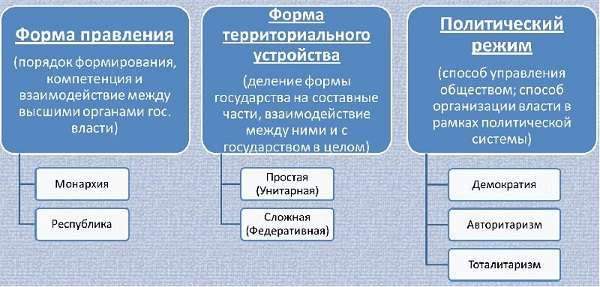 Форма правления
(порядок формирования,
компетенция и
взаимодействие между
высшими органами гос.
власти)
Монархия
Республика
Форма
территориального
устройства
(деление формы
государства на составные
части, взаимодействие
между ними и с
государством в целом)
Простая
(Унитарная)
Сложная
(Федеративная)
Политический
режим
(способ управления
обществом; способ
организации власти в
рамках политической
системы)
Демократия
Авторитаризм
Тоталитаризм